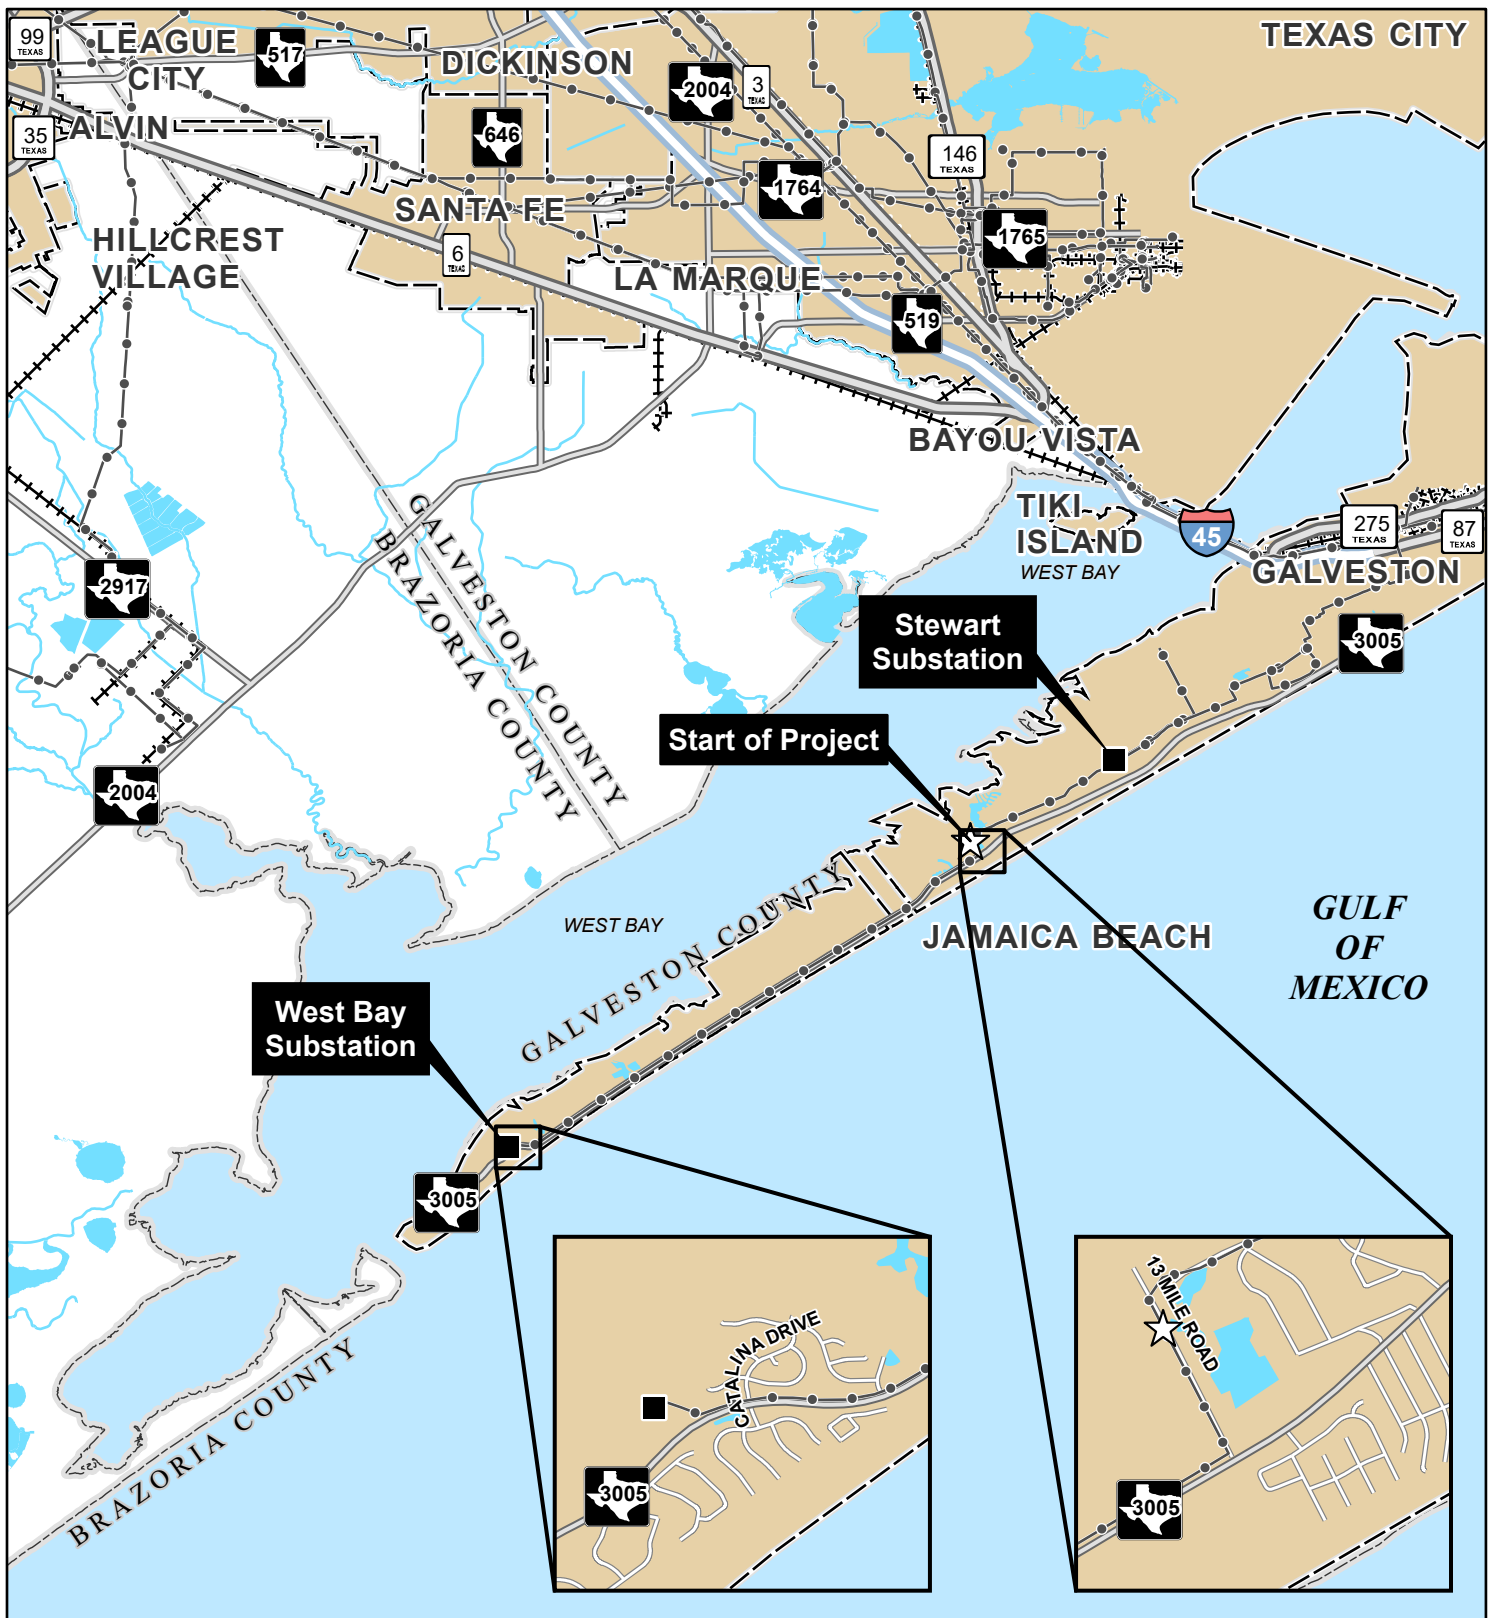 99
TEXAS
LEAGUE
CITY
517
DICKINSON
2004
3
TEXAS
TEXAS CITY
35
TEXAS
ALVIN
646
146
TEXAS
1764
SANTA FE
1765
HILLCREST
VILLAGE
6
TEXAS
LA MARQUE
519
BAYOU VISTA
TIKI
ISLAND
WEST BAY
45
275
TEXAS
87
TEXAS
GALVESTON
GALVESTON COUNTY
BRAZORIA COUNTY
2917
Stewart
Substation
3005
Start of Project
2004
WEST BAY
GALVESTON COUNTY
JAMAICA BEACH
GULF
OF
MEXICO
West Bay
Substation
3005
BRAZORIA COUNTY
CATALINA DRIVE
3005
13 MILE ROAD
3005